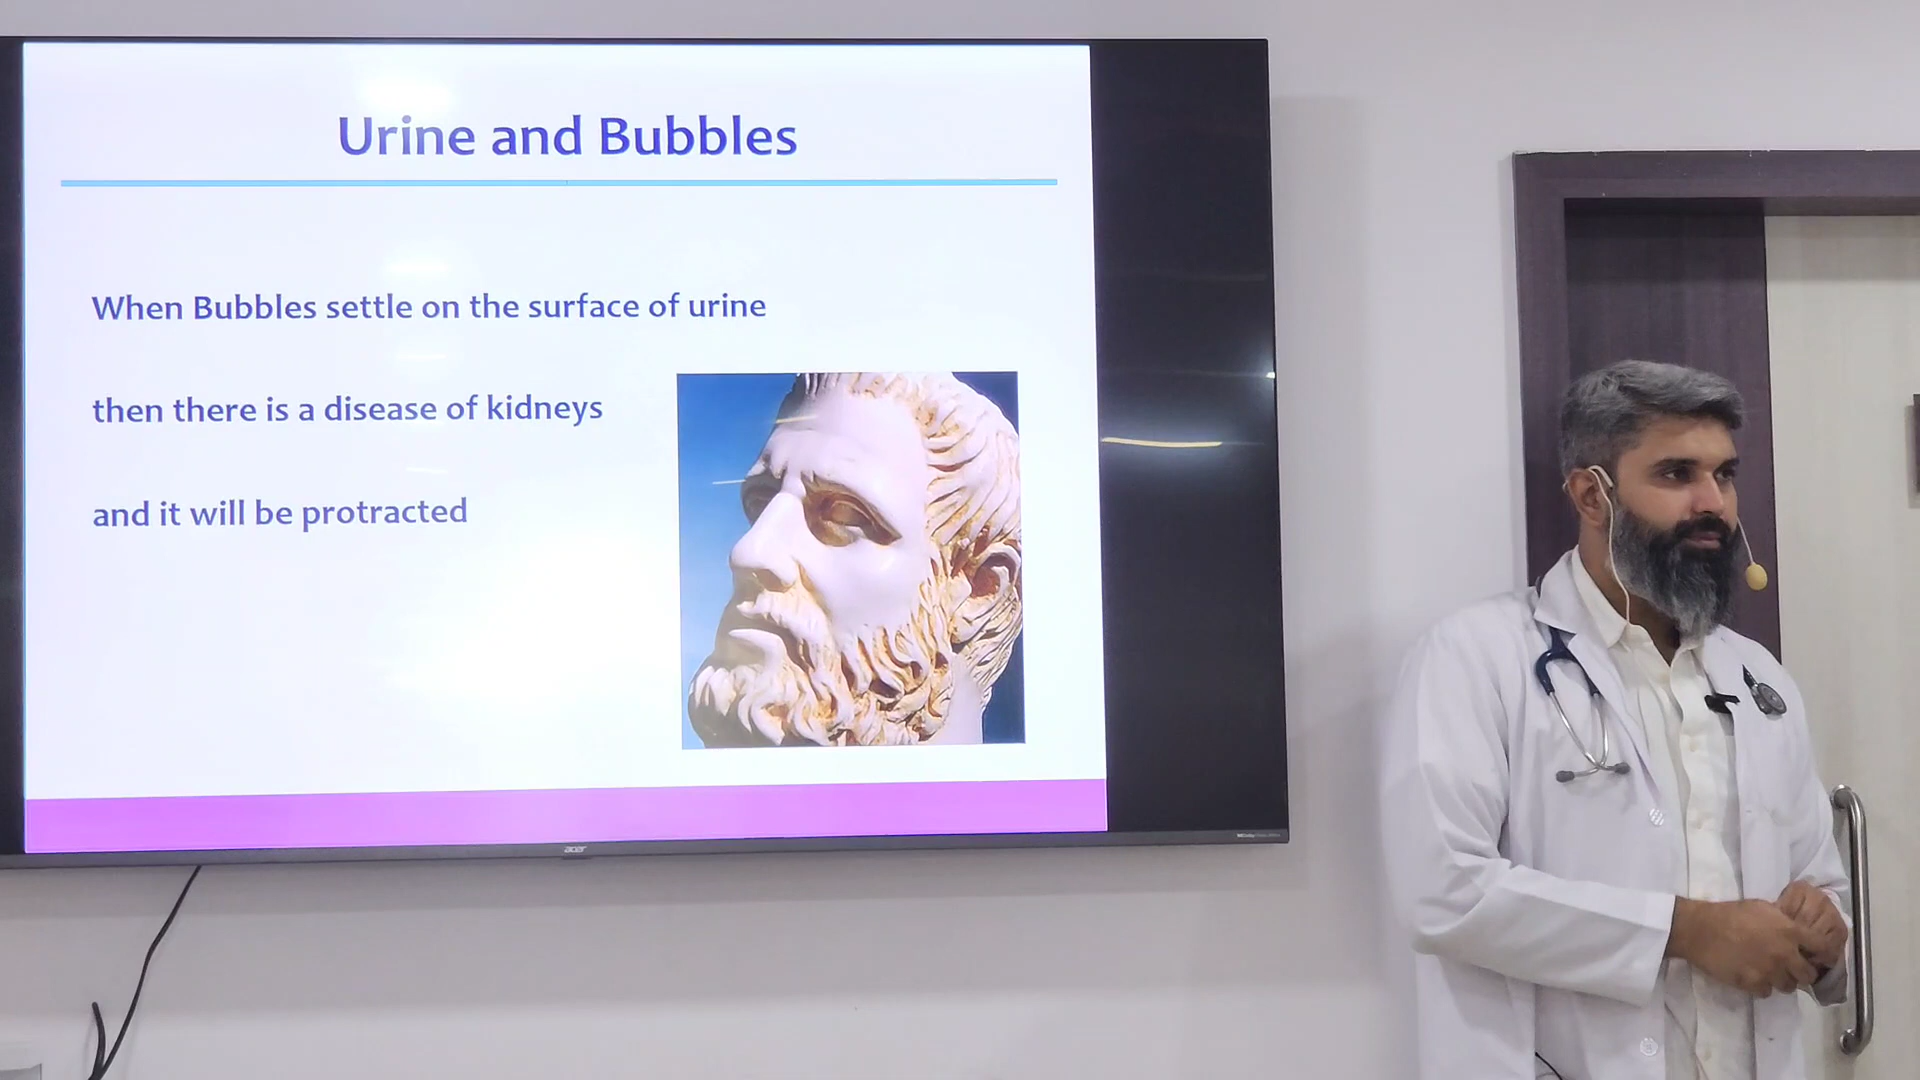 Urine and Bubbles
When Bubbles settle on the surface of urine
then there is a disease of kidneys
and it will be protracted
acer